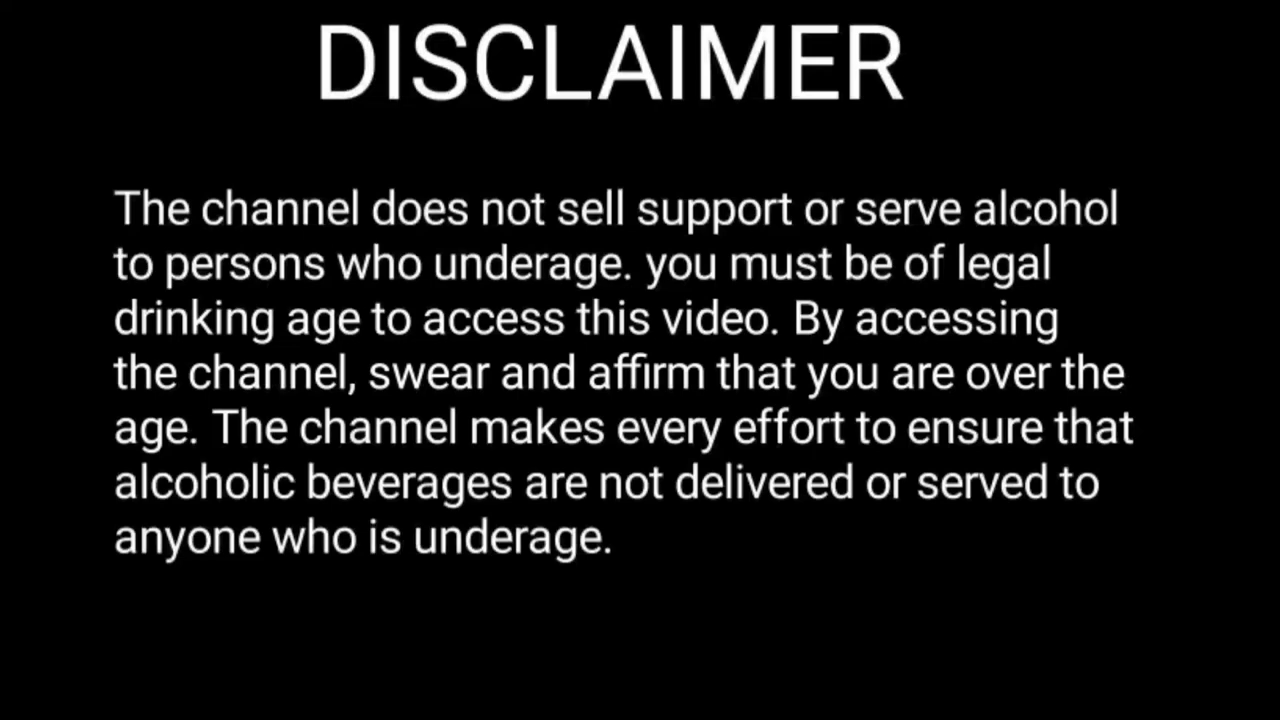 DISCLAIMER
The channel does not sell support or serve alcohol
to persons who underage. you must be of legal
drinking age to access this video. By accessing
the channel, swear and affirm that you are over the
age. The channel makes every effort to ensure that
alcoholic beverages are not delivered or served to
anyone who is underage.